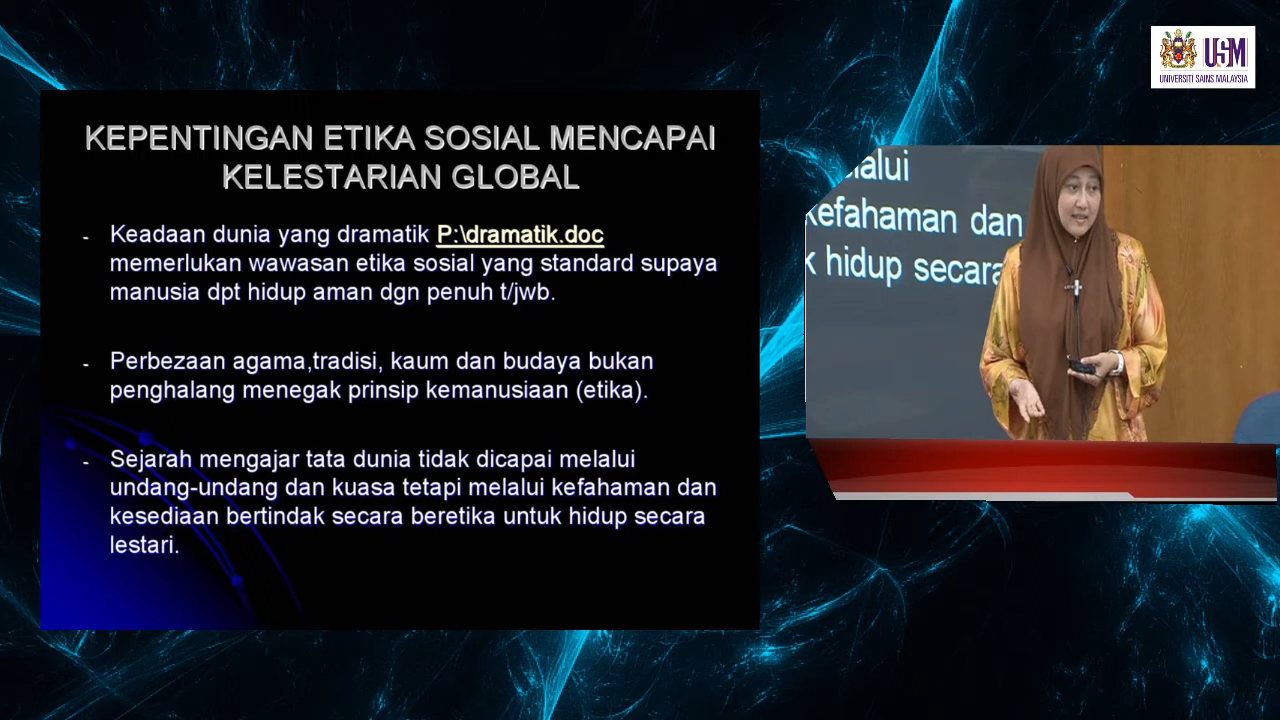 USM
UNIVERSITI SAINS MALAYSIA
KEPENTINGAN ETIKA SOSIAL MENCAPAI
KELESTARIAN GLOBAL
- Keadaan dunia yang dramatik P:\dramatik.doc
memerlukan wawasan etika sosial yang standard supaya
manusia dpt hidup aman dgn penuh t/jwb.
- Perbezaan agama,tradisi, kaum dan budaya bukan
penghalang menegak prinsip kemanusiaan (etika).
- Sejarah mengajar tata dunia tidak dicapai melalui
undang-undang dan kuasa tetapi melalui kefahaman dan
kesediaan bertindak secara beretika untuk hidup secara
lestari.
lalui
kefahaman dan
k hidup secara